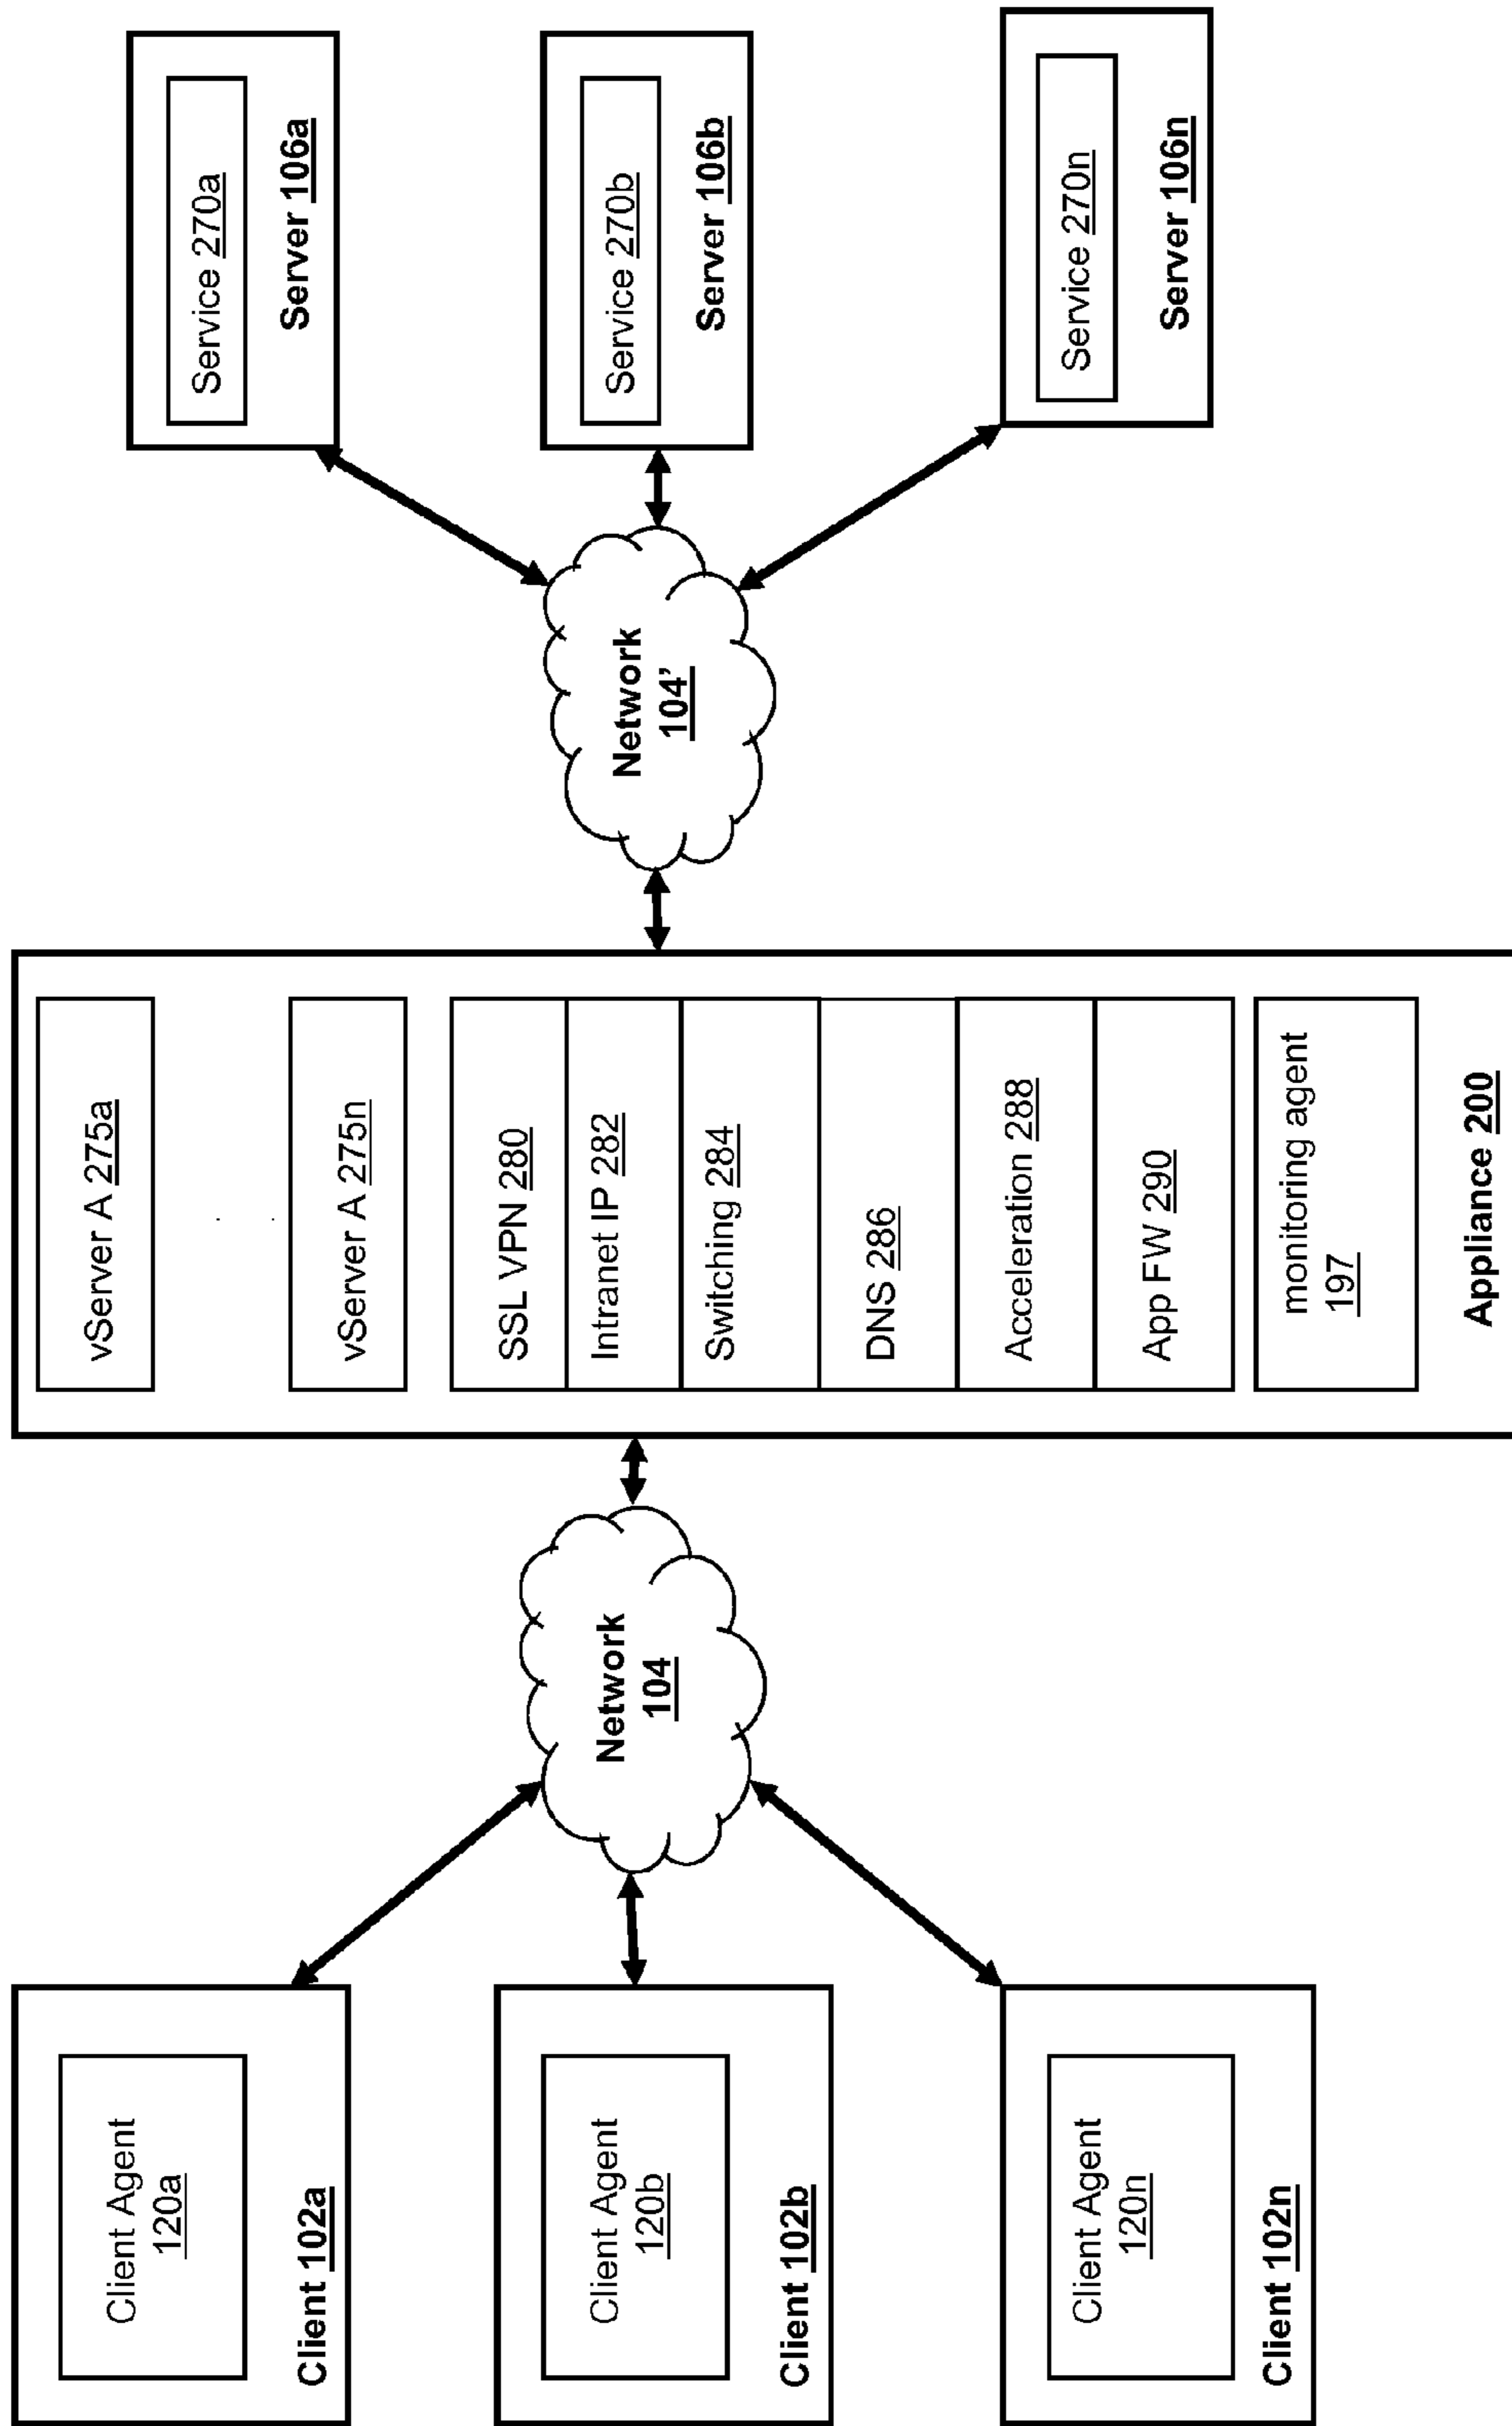 Client Agent
120a
Client 102a
Client Agent
120b
Client 102b
Client Agent
120n
Client 102n
Network
104
vServer A 275a
vServer A 275n
SSL VPN 280
Intranet IP 282
Switching 284
DNS 286
Acceleration 288
App FW 290
monitoring agent
197
Appliance 200
Network
104’
Service 270a
Server 106a
Service 270b
Server 106b
Service 270n
Server 106n